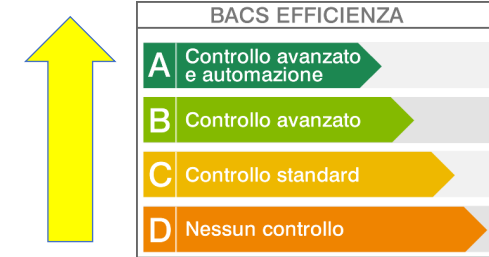 BACS EFFICIENZA
A Controllo avanzato
e automazione
B Controllo avanzato
C Controllo standard
D Nessun controllo